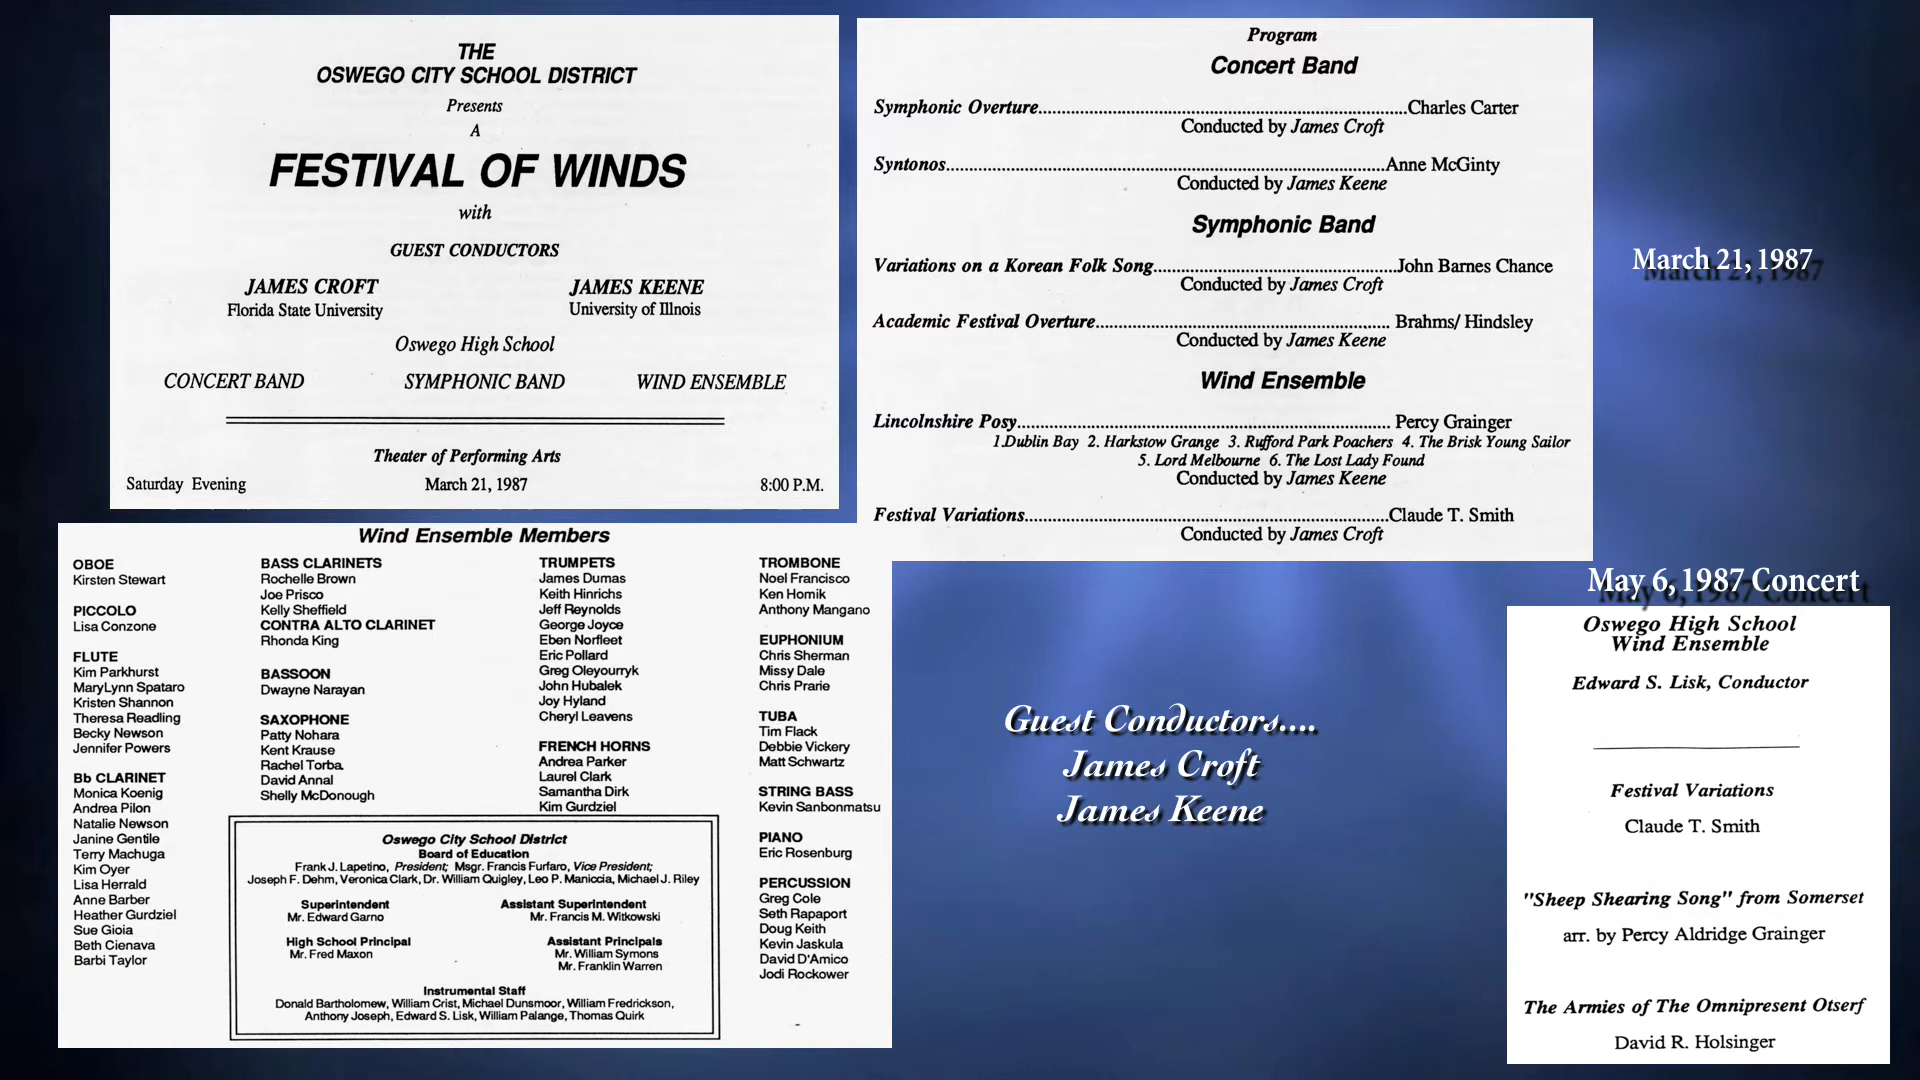 THE
OSWEGO CITY SCHOOL DISTRICT
Presents
A
FESTIVAL OF WINDS
with
GUEST CONDUCTORS
JAMES CROFT
Florida State University
JAMES KEENE
University of Illnois
Oswego High School
CONCERT BAND SYMPHONIC BAND WIND ENSEMBLE
Theater of Performing Arts
Saturday Evening March 21, 1987 8:00 P.M.
Program
Concert Band
Symphonic Overture..........Charles Carter
Conducted by James Croft
Syntonos..........Anne McGinty
Conducted by James Keene
Symphonic Band
Variations on a Korean Folk Song..........John Barnes Chance
Conducted by James Croft
Academic Festival Overture.......... Brahms/ Hindsley
Conducted by James Keene
Wind Ensemble
Lincolnshire Posy.......... Percy Grainger
1.Dublin Bay 2. Harkstow Grange 3. Rufford Park Poachers 4. The Brisk Young Sailor
5. Lord Melbourne 6. The Lost Lady Found
Conducted by James Keene
Festival Variations..........Claude T. Smith
Conducted by James Croft
March 21, 1987
Wind Ensemble Members
OBOE
Kirsten Stewart
PICCOLO
Lisa Conzone
FLUTE
Kim Parkhurst
MaryLynn Spataro
Kristen Shannon
Theresa Readling
Becky Newson
Jennifer Powers
Bb CLARINET
Monica Koenig
Andrea Pilon
Natalie Newson
Janine Gentile
Terry Machuga
Kim Oyer
Lisa Herrald
Anne Barber
Heather Gurdziel
Sue Gioia
Beth Cienava
Barbi Taylor
BASS CLARINETS
Rochelle Brown
Joe Prisco
Kelly Sheffield
CONTRA ALTO CLARINET
Rhonda King
BASSOON
Dwayne Narayan
SAXOPHONE
Patty Nohara
Kent Krause
Rachel Torba
David Annal
Shelly McDonough
TRUMPETS
James Dumas
Keith Hinrichs
Jeff Reynolds
George Joyce
Eben Norfleet
Eric Pollard
Greg Oleyourryk
John Hubalek
Joy Hyland
Cheryl Leavens
FRENCH HORNS
Andrea Parker
Laurel Clark
Samantha Dirk
Kim Gurdziel
TROMBONE
Noel Francisco
Ken Homik
Anthony Mangano
EUPHONIUM
Chris Sherman
Missy Dale
Chris Prarie
TUBA
Tim Flack
Debbie Vickery
Matt Schwartz
STRING BASS
Kevin Sanbonmatsu
PIANO
Eric Rosenburg
PERCUSSION
Greg Cole
Seth Rapaport
Doug Keith
Kevin Jaskula
David D'Amico
Jodi Rockower
Oswego City School District
Board of Education
Frank J. Lapetino, President; Msgr. Francis Furfaro, Vice President;
Joseph F. Dehm, Veronica Clark, Dr. William Quigley, Leo P. Maniccia, Michael J. Riley
Superintendent
Mr. Edward Garno
Assistant Superintendent
Mr. Francis M. Witkowski
High School Principal
Mr. Fred Maxon
Assistant Principals
Mr. William Symons
Mr. Franklin Warren
Instrumental Staff
Donald Bartholomew, William Crist, Michael Dunsmoor, William Fredrickson,
Anthony Joseph, Edward S. Lisk, William Palange, Thomas Quirk
Guest Conductors....
James Croft
James Keene
May 6, 1987 Concert
Oswego High School
Wind Ensemble
Edward S. Lisk, Conductor
Festival Variations
Claude T. Smith
"Sheep Shearing Song" from Somerset
arr. by Percy Aldridge Grainger
The Armies of The Omnipresent Otserf
David R. Holsinger